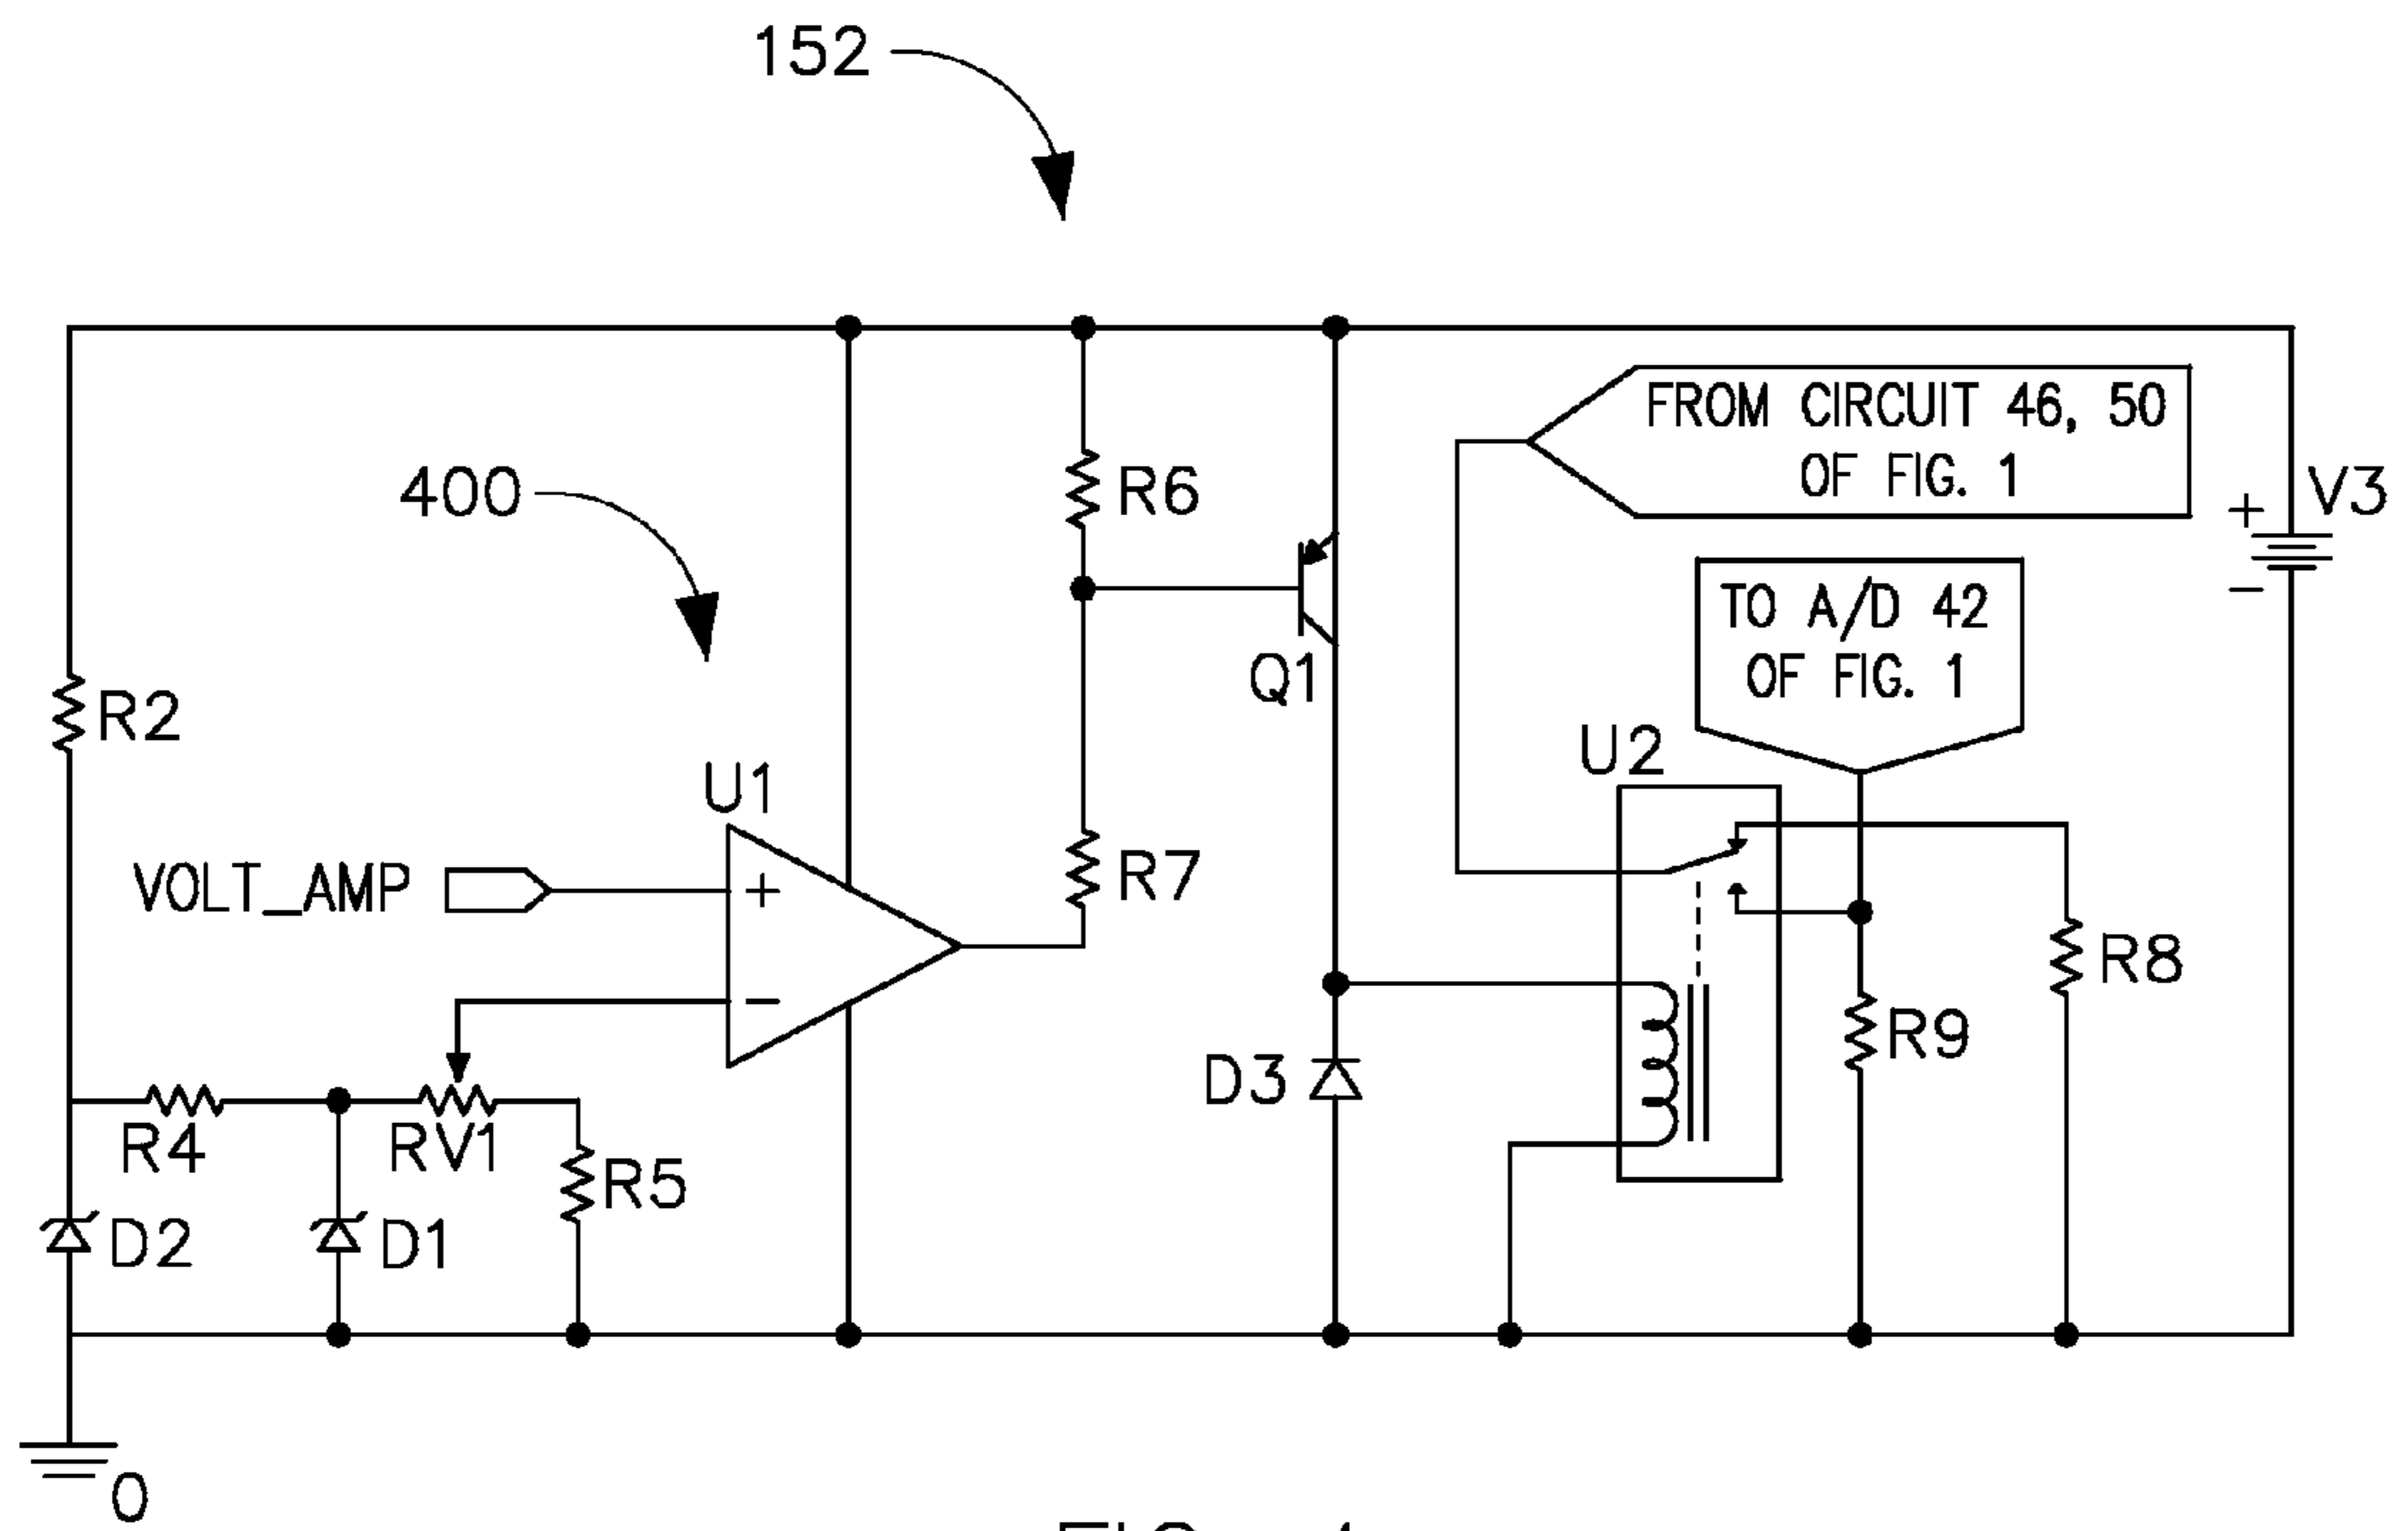 152
FROM CIRCUIT 46, 50
OF FIG. 1
V3
+
−
400
R6
TO A/D 42
OF FIG. 1
Q1
R2
U2
U1
VOLT_AMP
+
−
R7
R8
R9
D3
R4
RV1
R5
D2
D1
0